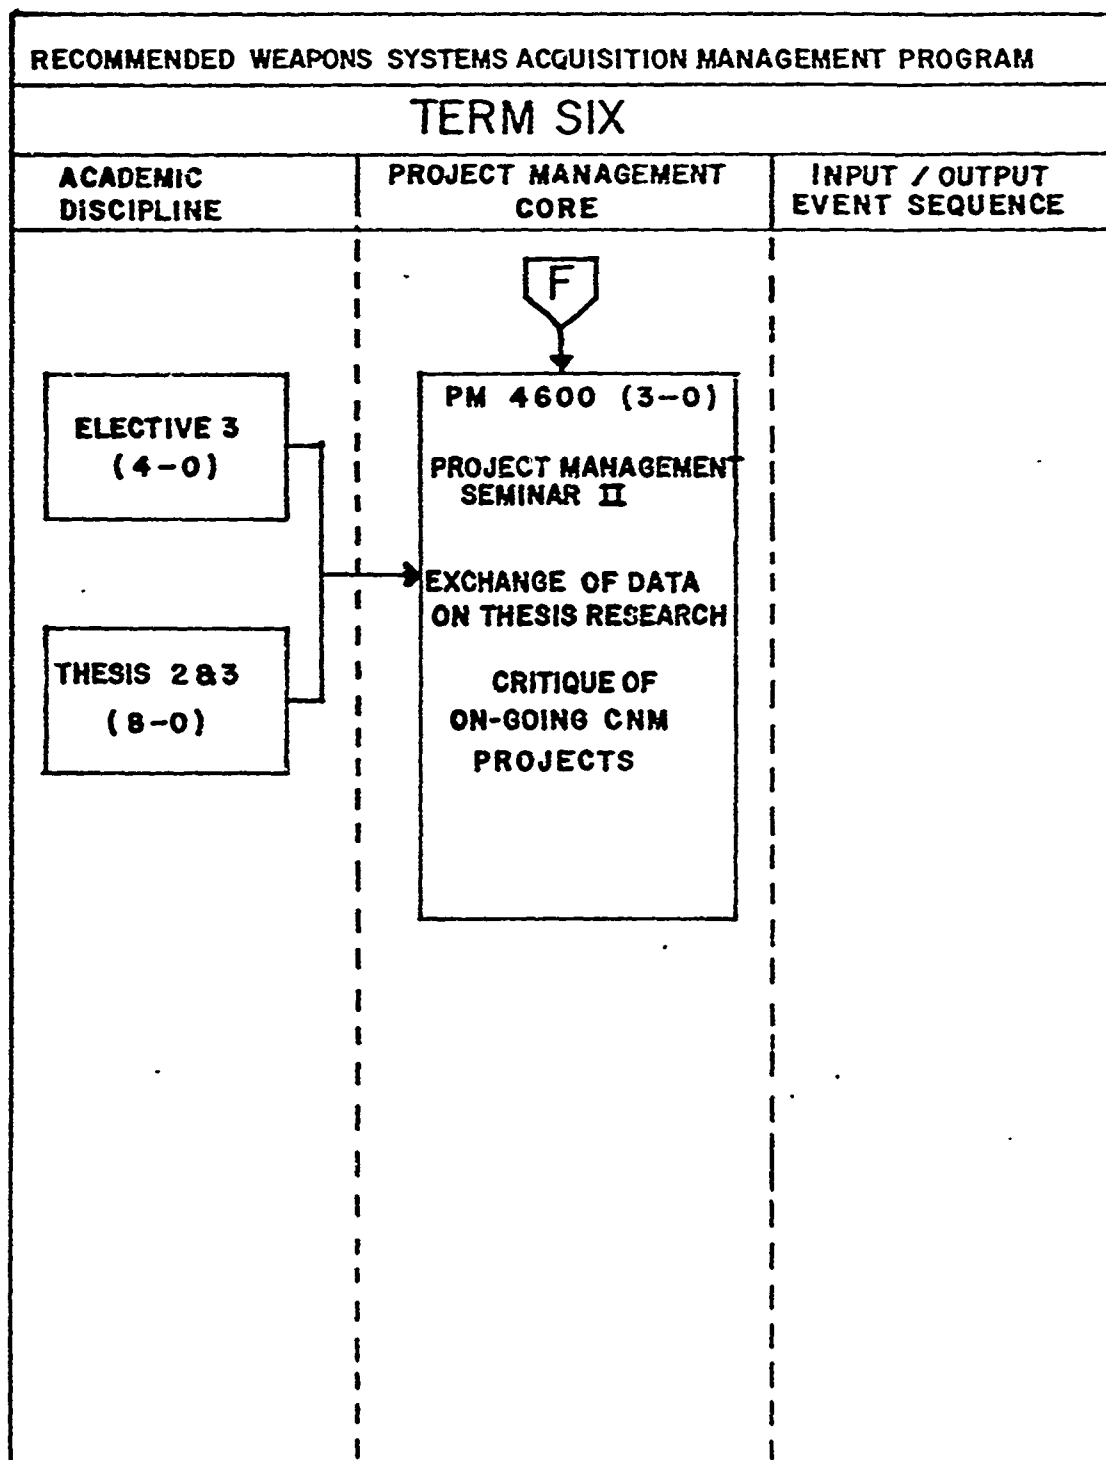 RECOMMENDED WEAPONS SYSTEMS ACQUISITION MANAGEMENT PROGRAM
TERM SIX
ACADEMIC
DISCIPLINE
PROJECT MANAGEMENT
CORE
INPUT / OUTPUT
EVENT SEQUENCE
F
ELECTIVE 3
(4-0)
THESIS 2&3
(8-0)
PM 4600 (3-0)
PROJECT MANAGEMENT
SEMINAR II
EXCHANGE OF DATA
ON THESIS RESEARCH
CRITIQUE OF
ON-GOING CNM
PROJECTS